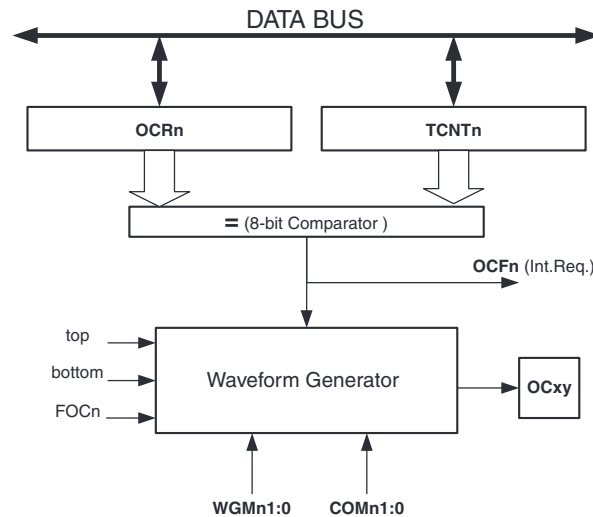 DATA BUS
OCRn
TCNTn
= (8-bit Comparator )
OCFn (Int.Req.)
top
bottom
FOCn
Waveform Generator
OCxy
WGMn1:0
COMn1:0